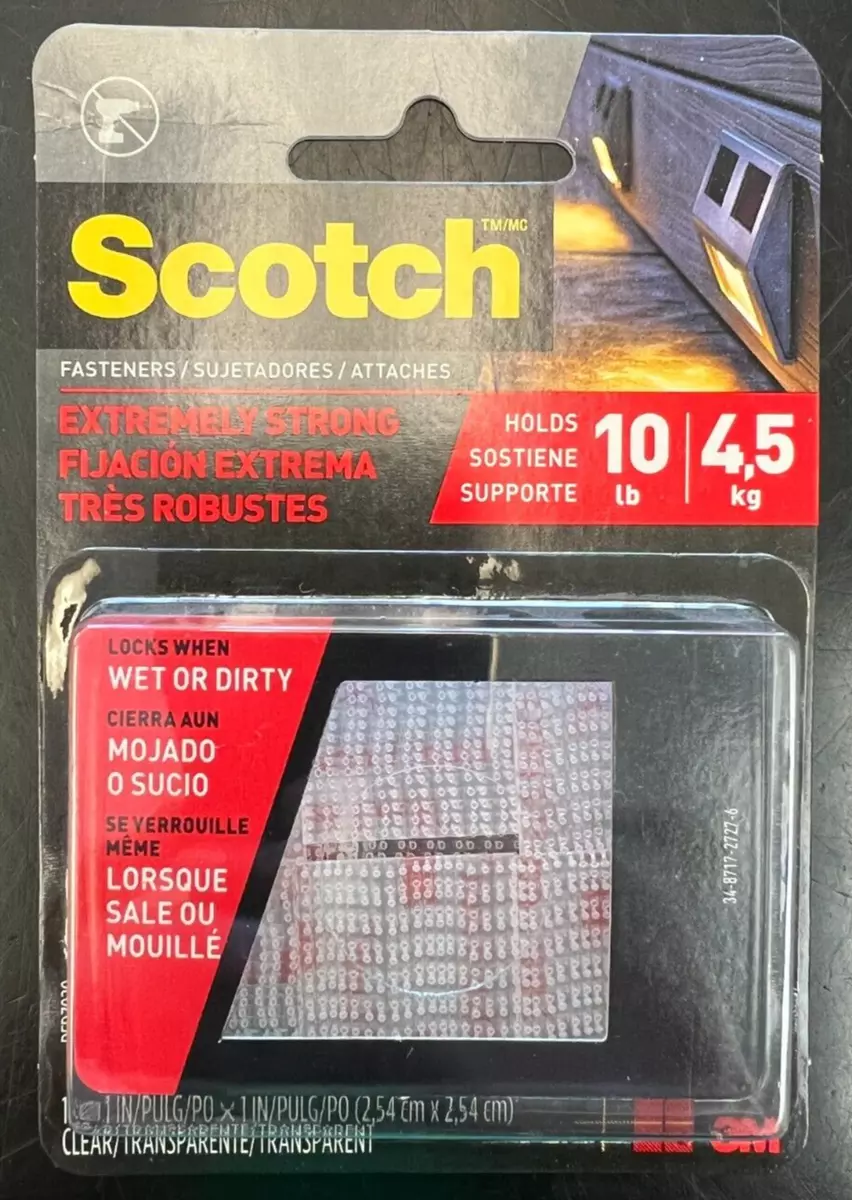 Scotch TM/MC
FASTENERS / SUJETADORES / ATTACHES
EXTREMELY STRONG
FIJACIÓN EXTREMA
TRÈS ROBUSTES
HOLDS
SOSTIENE
SUPPORTE
10 lb
4,5 kg
LOCKS WHEN
WET OR DIRTY
CIERRA AUN
MOJADO
O SUCIO
SE VERROUILLE
MÊME
LORSQUE
SALE OU
MOUILLÉ
34-8717-2727-6
1 IN/PULG/PO × 1 IN/PULG/PO (2,54 cm x 2,54 cm)
CLEAR/TRANSPARENTE/TRANSPARENT
3M